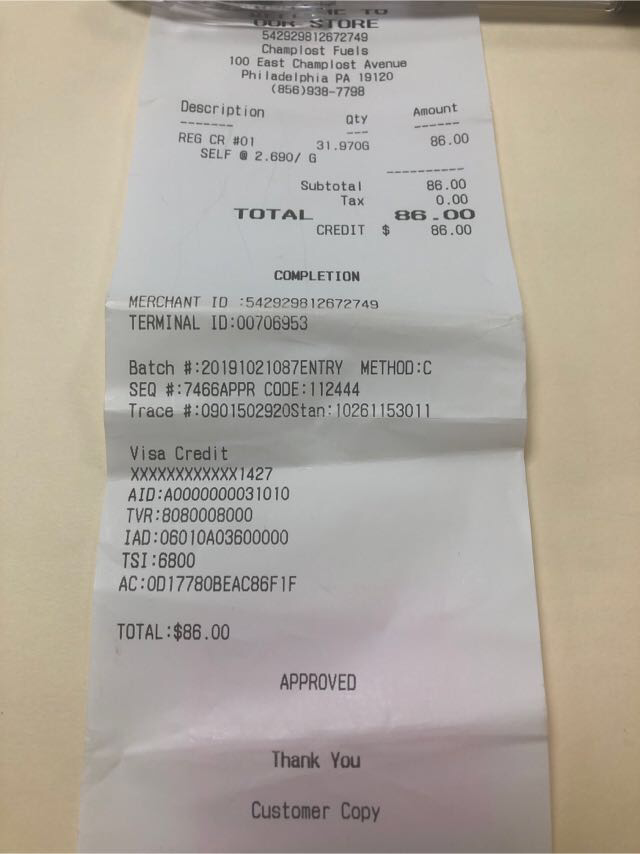 TO
OUR STORE
542929812672749
Champlost Fuels
100 East Champlost Avenue
Philadelphia PA 19120
(856)938-7798
Description Qty Amount
------- --- ------
REG CR #01 31.970G 86.00
SELF @ 2.690/ G
----------
Subtotal 86.00
Tax 0.00
TOTAL 86.00
CREDIT $ 86.00
COMPLETION
MERCHANT ID :542929812672749
TERMINAL ID:00706953
Batch #:20191021087ENTRY METHOD:C
SEQ #:7466APPR CODE:112444
Trace #:0901502920Stan:10261153011
Visa Credit
XXXXXXXXXXXX1427
AID:A0000000031010
TVR:8080008000
IAD:06010A03600000
TSI:6800
AC:0D17780BEAC86F1F
TOTAL:$86.00
APPROVED
Thank You
Customer Copy